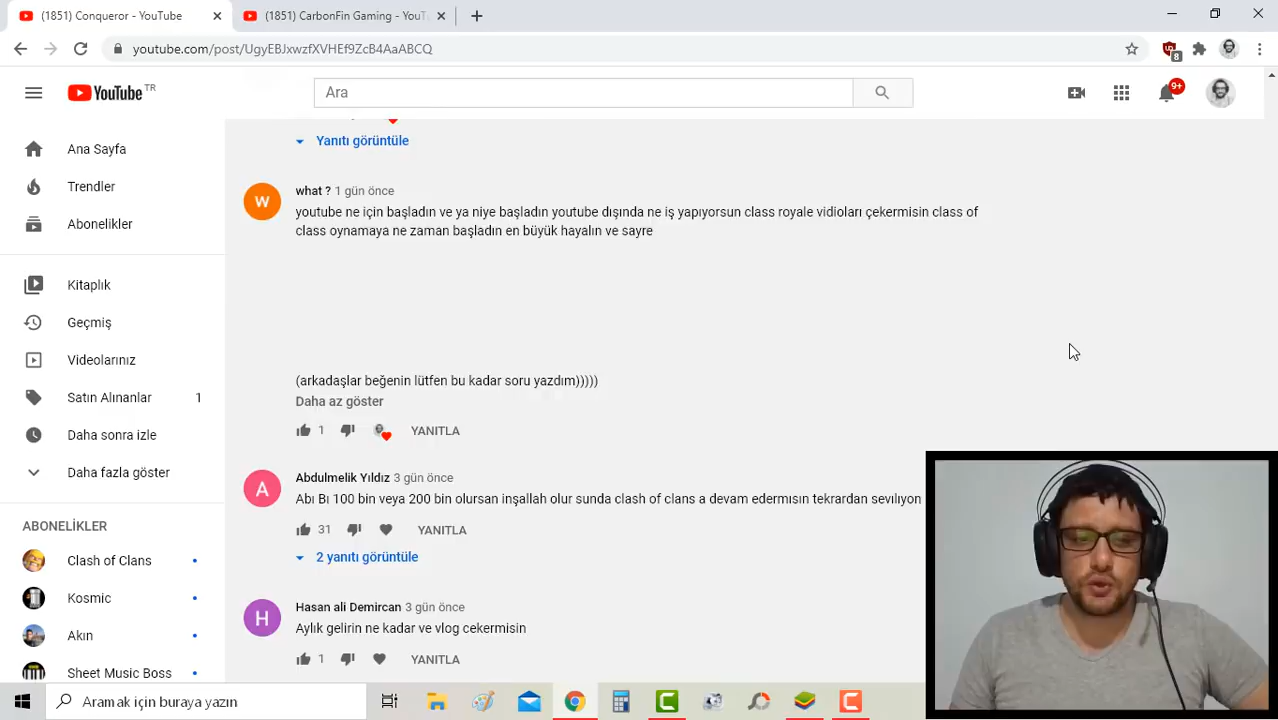 (1851) Conqueror - YouTube
(1851) CarbonFin Gaming - YouT
youtube.com/post/UgyEBJxwzfXVHEf9ZcB4AaABCQ
8
YouTube TR
Ara
9+
Ana Sayfa
Trendler
Abonelikler
Kitaplık
Geçmiş
Videolarınız
Satın Alınanlar 1
Daha sonra izle
Daha fazla göster
ABONELİKLER
Clash of Clans
Kosmic
Akın
Sheet Music Boss
Yanıtı görüntüle
W
what ? 1 gün önce
youtube ne için başladın ve ya niye başladın youtube dışında ne iş yapıyorsun class royale vidioları çekermisin class of
class oynamaya ne zaman başladın en büyük hayalın ve sayre
(arkadaşlar beğenin lütfen bu kadar soru yazdım)))))
Daha az göster
1 YANITLA
A
Abdulmelik Yıldız 3 gün önce
Abı Bı 100 bin veya 200 bin olursan inşallah olur sunda clash of clans a devam edermısın tekrardan sevılıyon
31 YANITLA
2 yanıtı görüntüle
H
Hasan ali Demircan 3 gün önce
Aylık gelirin ne kadar ve vlog cekermisin
1 YANITLA
Aramak için buraya yazın